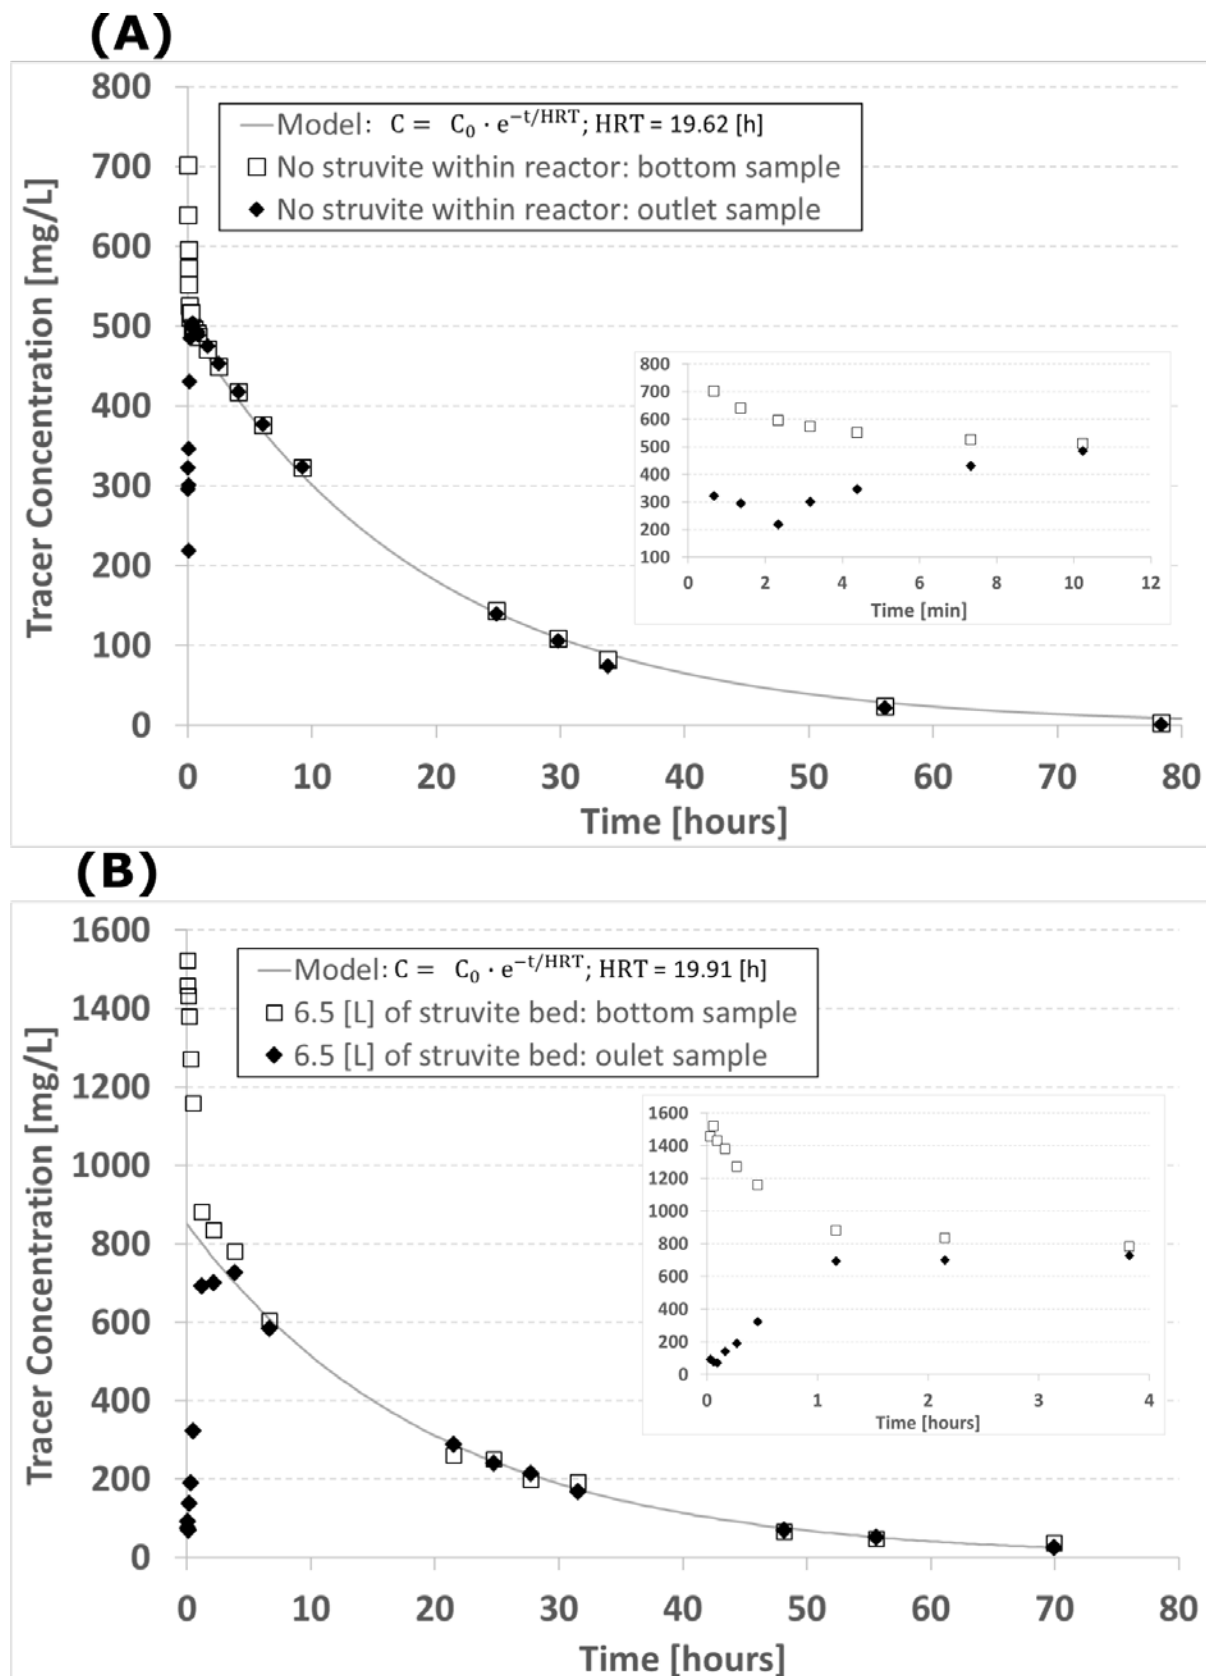 (A)
800
700
600
500
400
300
200
100
0
Tracer Concentration [mg/L]
Model: C = C₀ · e^(-t/HRT); HRT = 19.62 [h]
No struvite within reactor: bottom sample
No struvite within reactor: outlet sample
800
700
600
500
400
300
200
100
0 2 4 6 8 10 12
Time [min]
0 10 20 30 40 50 60 70 80
Time [hours]
(B)
1600
1400
1200
1000
800
600
400
200
0
Tracer Concentration [mg/L]
Model: C = C₀ · e^(-t/HRT); HRT = 19.91 [h]
6.5 [L] of struvite bed: bottom sample
6.5 [L] of struvite bed: oulet sample
1600
1400
1200
1000
800
600
400
200
0
0 1 2 3 4
Time [hours]
0 10 20 30 40 50 60 70 80
Time [hours]